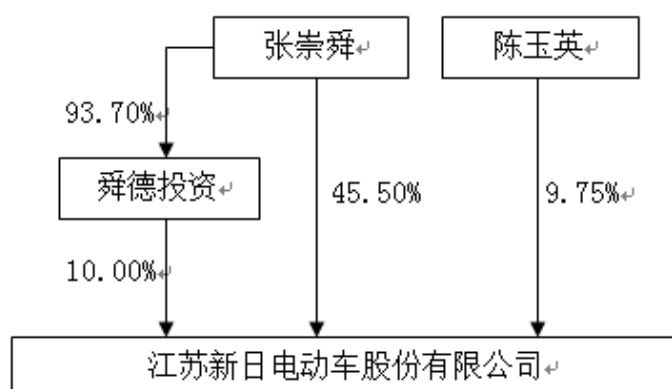 张崇舜
陈玉英
93.70%
舜德投资
45.50%
9.75%
10.00%
江苏新日电动车股份有限公司